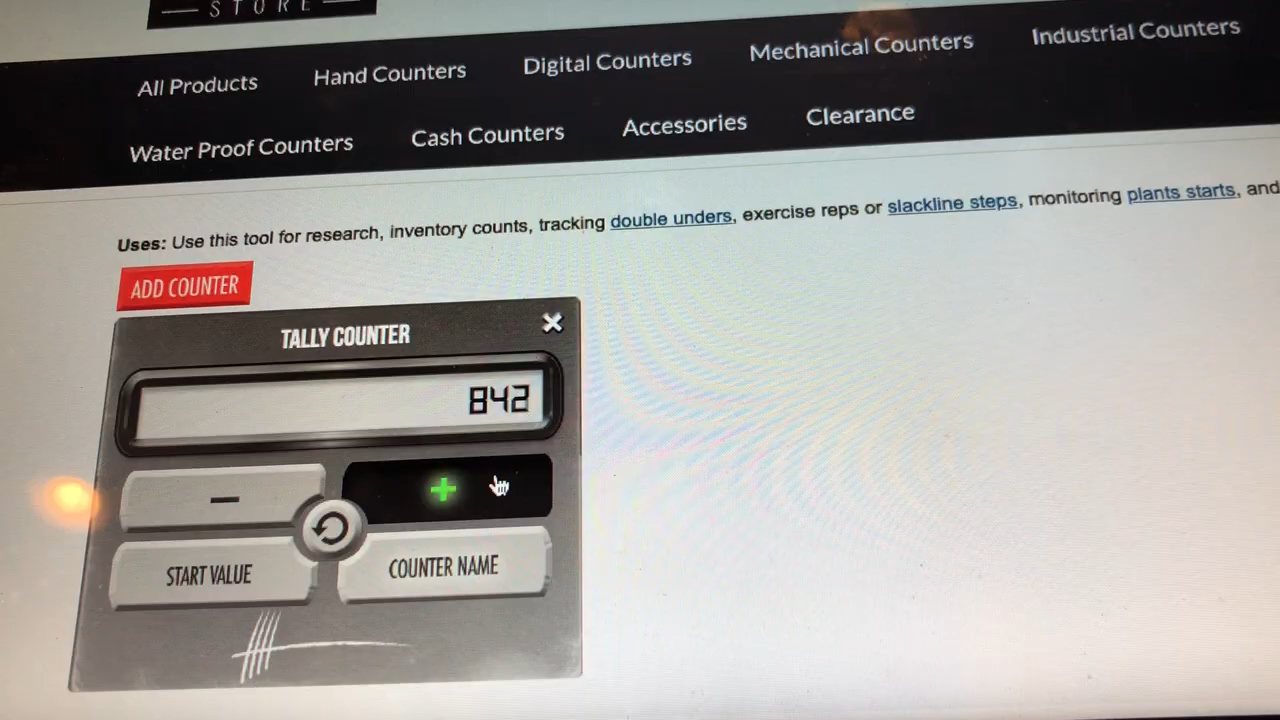 STORE
All Products Hand Counters Digital Counters Mechanical Counters Industrial Counters
Water Proof Counters Cash Counters Accessories Clearance
Uses: Use this tool for research, inventory counts, tracking double unders, exercise reps or slackline steps, monitoring plants starts, and
ADD COUNTER
TALLY COUNTER
842
START VALUE COUNTER NAME